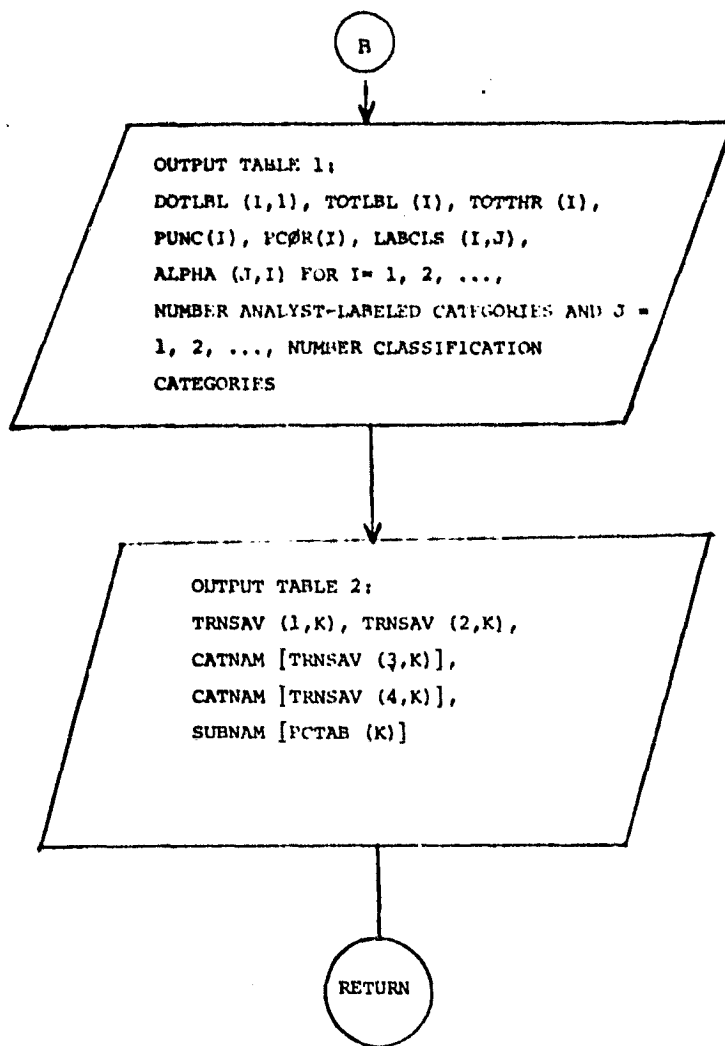 B
OUTPUT TABLE 1:
DOTLBL (I,1), TOTLBL (I), TOTTHR (I),
PUNC(I), PCØR(I), LABCLS (I,J),
ALPHA (J,I) FOR I= 1, 2, ...,
NUMBER ANALYST-LABELED CATEGORIES AND J =
1, 2, ..., NUMBER CLASSIFICATION
CATEGORIES
OUTPUT TABLE 2:
TRNSAV (1,K), TRNSAV (2,K),
CATNAM [TRNSAV (3,K)],
CATNAM [TRNSAV (4,K)],
SUBNAM [PCTAB (K)]
RETURN